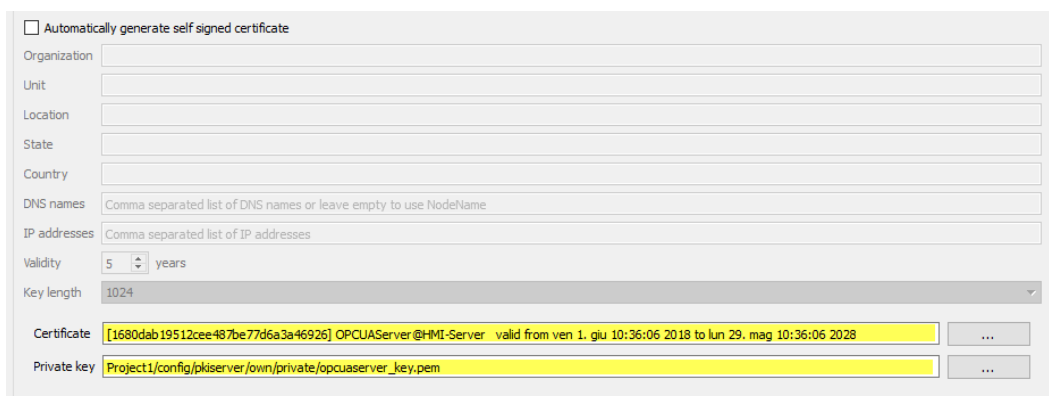 Automatically generate self signed certificate
Organization
Unit
Location
State
Country
DNS names Comma separated list of DNS names or leave empty to use NodeName
IP addresses Comma separated list of IP addresses
Validity 5 years
Key length 1024
Certificate [1680dab19512cee487be77d6a3a46926] OPCUAServer@HMI-Server valid from ven 1. giu 10:36:06 2018 to lun 29. mag 10:36:06 2028 ...
Private key Project1/config/pkiserver/own/private/opcuaserver_key.pem ...